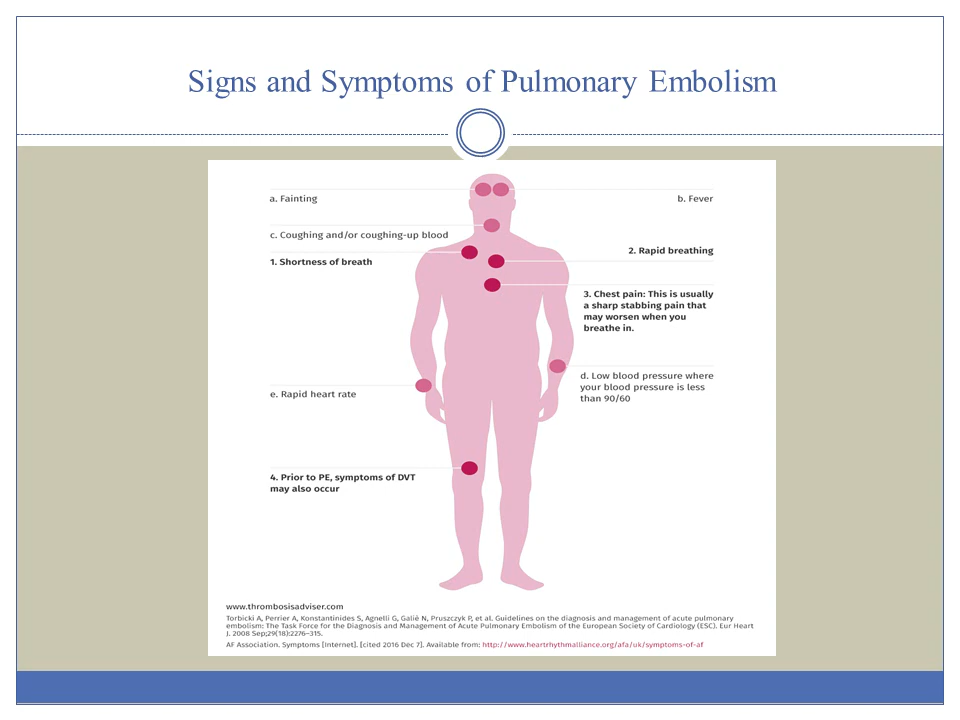 Signs and Symptoms of Pulmonary Embolism
a. Fainting
b. Fever
c. Coughing and/or coughing-up blood
2. Rapid breathing
1. Shortness of breath
3. Chest pain: This is usually
a sharp stabbing pain that
may worsen when you
breathe in.
d. Low blood pressure where
your blood pressure is less
than 90/60
e. Rapid heart rate
4. Prior to PE, symptoms of DVT
may also occur
www.thrombosisadviser.com
Torbicki A, Perrier A, Konstantinides S, Agnelli G, Galiè N, Pruszczyk P, et al. Guidelines on the diagnosis and management of acute pulmonary
embolism: The Task Force for the Diagnosis and Management of Acute Pulmonary Embolism of the European Society of Cardiology (ESC). Eur Heart
J. 2008 Sep;29(18):2276–315.
AF Association. Symptoms [Internet]. [cited 2016 Dec 7]. Available from: http://www.heartrhythmalliance.org/afa/uk/symptoms-of-af